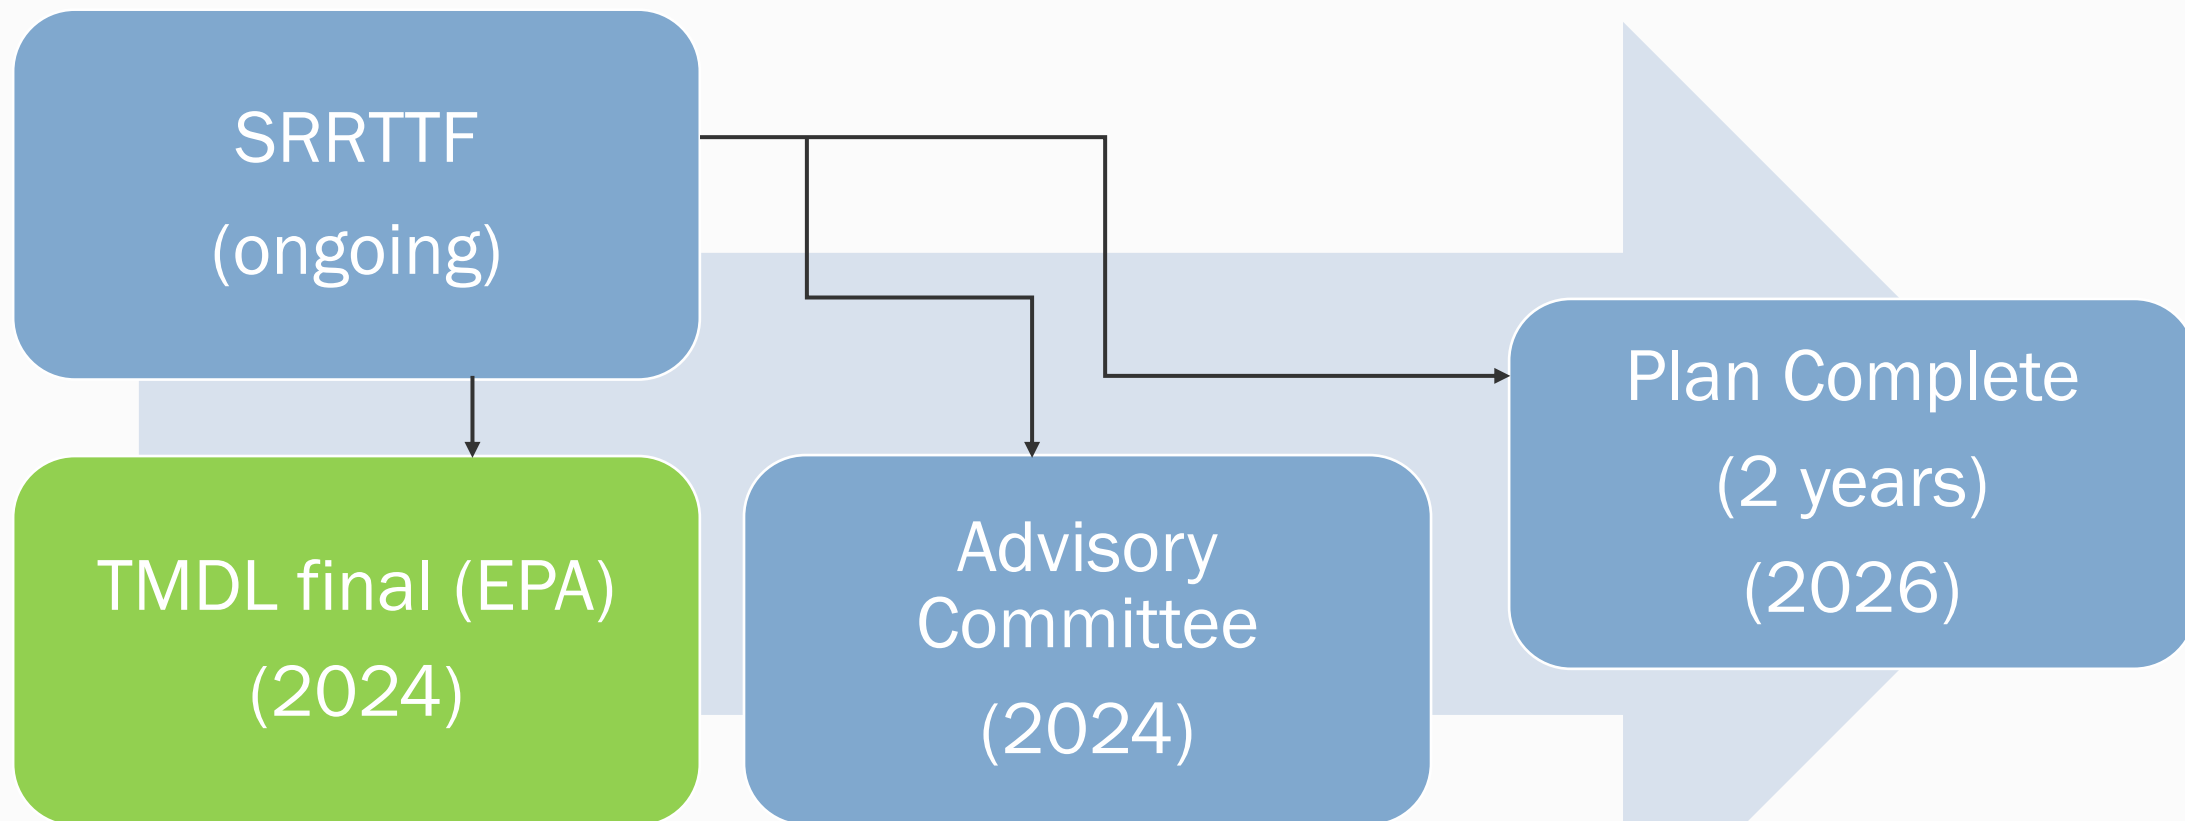 SRRTTF
(ongoing)
TMDL final (EPA)
(2024)
Advisory
Committee
(2024)
Plan Complete
(2 years)
(2026)